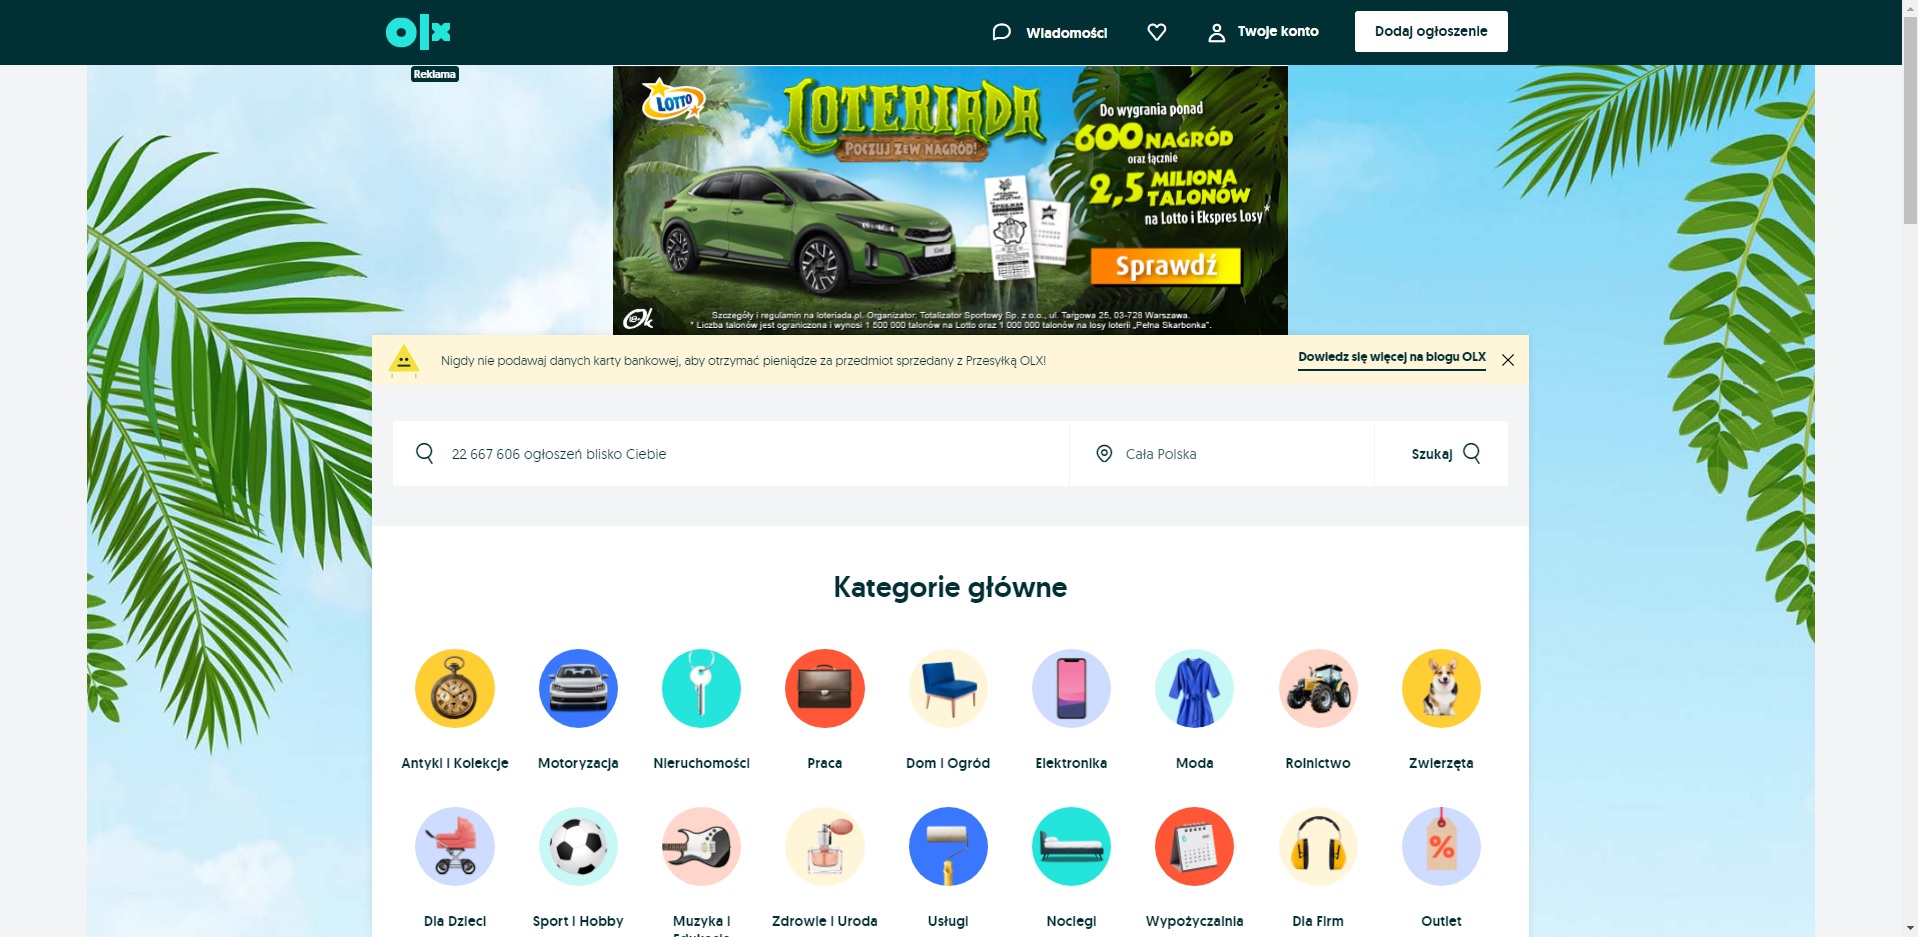 olx
Wiadomości
Twoje konto
Dodaj ogłoszenie
Reklama
LOTTO
LOTERIADA
POCZUJ ZEW NAGRÓD!
Do wygrania ponad
600 NAGRÓD
oraz łącznie
2,5 MILIONA
TALONÓW
na Lotto i Ekspres Losy*
Sprawdź
18+ Ok
Szczegóły i regulamin na loteriada.pl. Organizator: Totalizator Sportowy Sp. z o.o., ul. Targowa 25, 03-728 Warszawa.
* Liczba talonów jest ograniczona i wynosi 1 500 000 talonów na Lotto oraz 1 000 000 talonów na losy loterii „Pełna Skarbonka".
Nigdy nie podawaj danych karty bankowej, aby otrzymać pieniądze za przedmiot sprzedany z Przesyłką OLX!
Dowiedz się więcej na blogu OLX
22 667 606 ogłoszeń blisko Ciebie
Cała Polska
Szukaj
Kategorie główne
Antyki i Kolekcje
Motoryzacja
Nieruchomości
Praca
Dom i Ogród
Elektronika
Moda
Rolnictwo
Zwierzęta
%
Dla Dzieci
Sport i Hobby
Muzyka i
Edukacja
Zdrowie i Uroda
Usługi
Noclegi
Wypożyczalnia
Dla Firm
Outlet